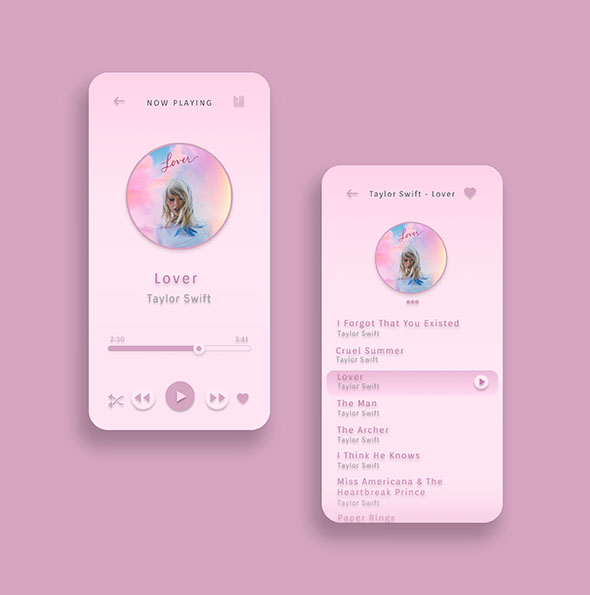 NOW PLAYING
Lover
Lover
Taylor Swift
2:50 3:41
Taylor Swift - Lover
Lover
I Forgot That You Existed
Taylor Swift
Cruel Summer
Taylor Swift
Lover
Taylor Swift
The Man
Taylor Swift
The Archer
Taylor Swift
I Think He Knows
Taylor Swift
Miss Americana & The
Heartbreak Prince
Taylor Swift
Paper Rings